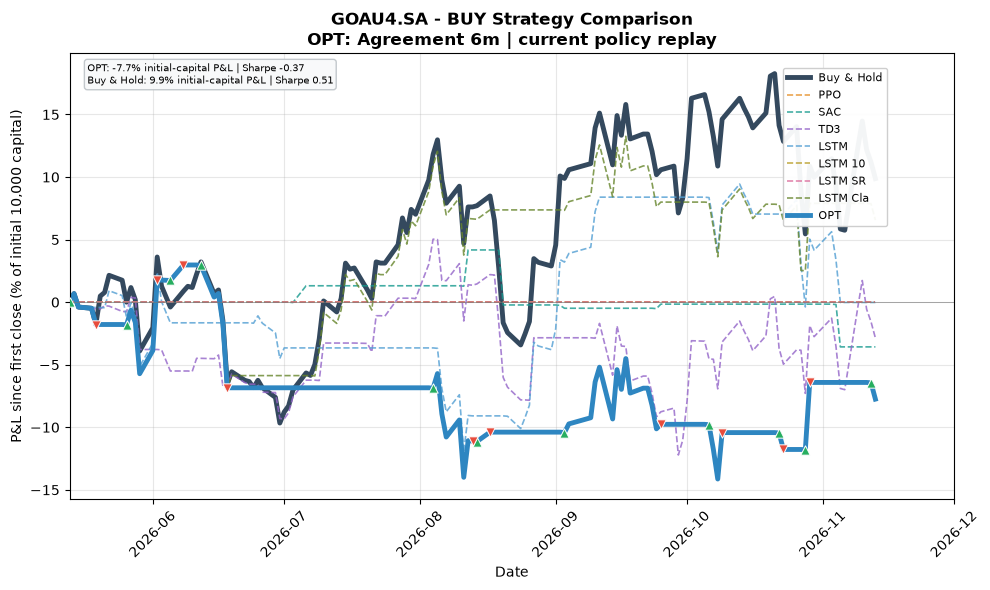 GOAU4.SA - BUY Strategy Comparison
OPT: Agreement 6m | current policy replay
OPT: -7.7% initial-capital P&L | Sharpe -0.37
Buy & Hold: 9.9% initial-capital P&L | Sharpe 0.51
Buy & Hold
PPO
SAC
TD3
LSTM
LSTM 10
LSTM SR
LSTM Cla
OPT
P&L since first close (% of initial 10,000 capital)
15
10
5
0
−5
−10
−15
2026-06
2026-07
2026-08
2026-09
2026-10
2026-11
2026-12
Date